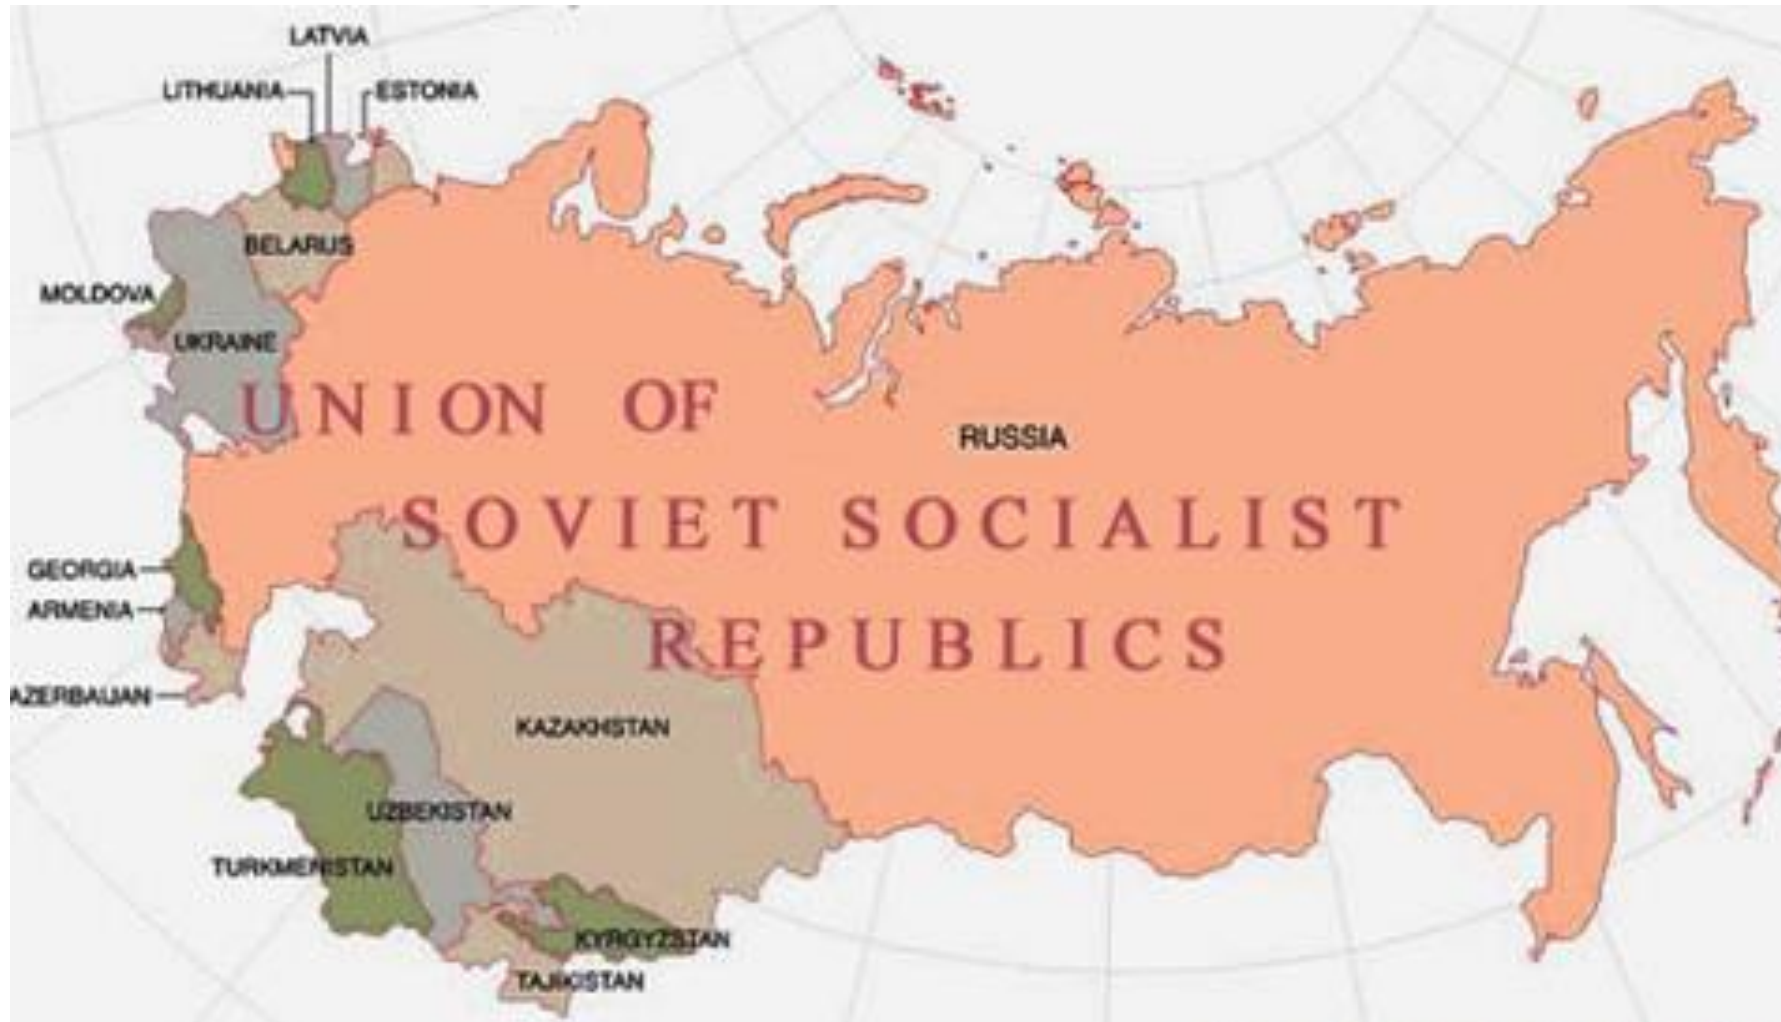 LATVIA
LITHUANIA
ESTONIA
BELARUS
MOLDOVA
UKRAINE
UNION OF
RUSSIA
SOVIET SOCIALIST
GEORGIA
ARMENIA
REPUBLICS
AZERBAIJAN
KAZAKHSTAN
UZBEKISTAN
TURKMENISTAN
KYRGYZSTAN
TAJIKISTAN